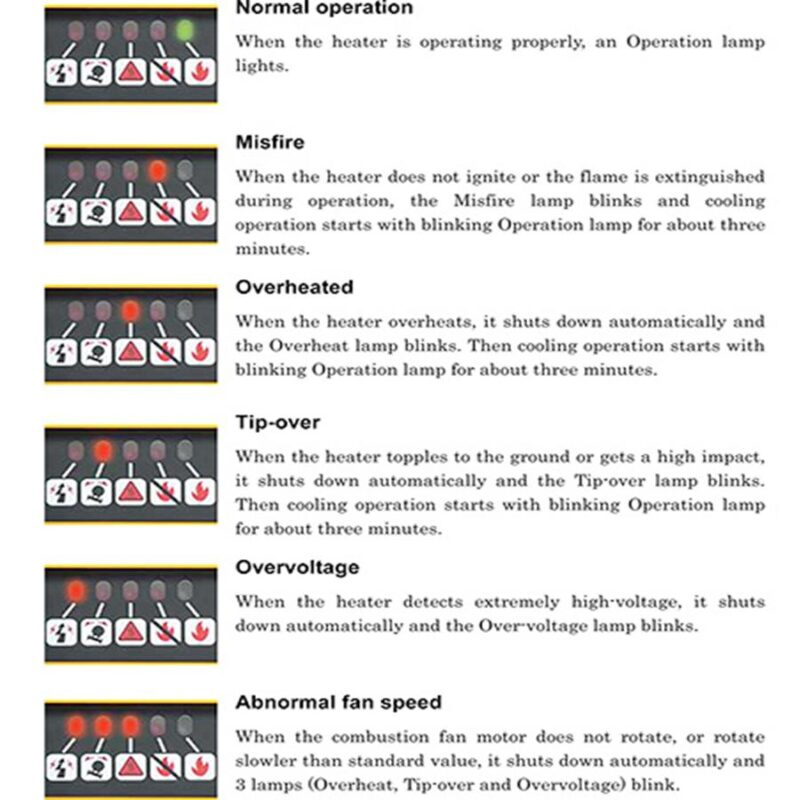 Normal operation
When the heater is operating properly, an Operation lamp
lights.
Misfire
When the heater does not ignite or the flame is extinguished
during operation, the Misfire lamp blinks and cooling
operation starts with blinking Operation lamp for about three
minutes.
Overheated
When the heater overheats, it shuts down automatically and
the Overheat lamp blinks. Then cooling operation starts with
blinking Operation lamp for about three minutes.
Tip-over
When the heater topples to the ground or gets a high impact,
it shuts down automatically and the Tip-over lamp blinks.
Then cooling operation starts with blinking Operation lamp
for about three minutes.
Overvoltage
When the heater detects extremely high-voltage, it shuts
down automatically and the Over-voltage lamp blinks.
Abnormal fan speed
When the combustion fan motor does not rotate, or rotate
slower than standard value, it shuts down automatically and
3 lamps (Overheat, Tip-over and Overvoltage) blink.